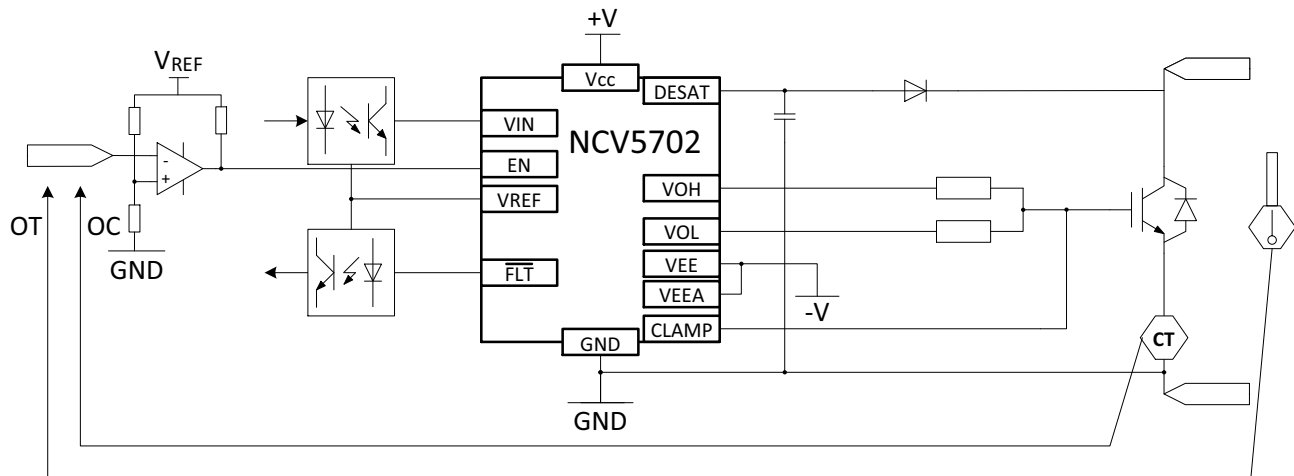 +V
VREF
Vcc
DESAT
VIN
NCV5702
EN
-
+
VOH
VREF
OT
OC
VOL
GND
VEE
FLT
VEEA
-V
CLAMP
GND
CT
GND